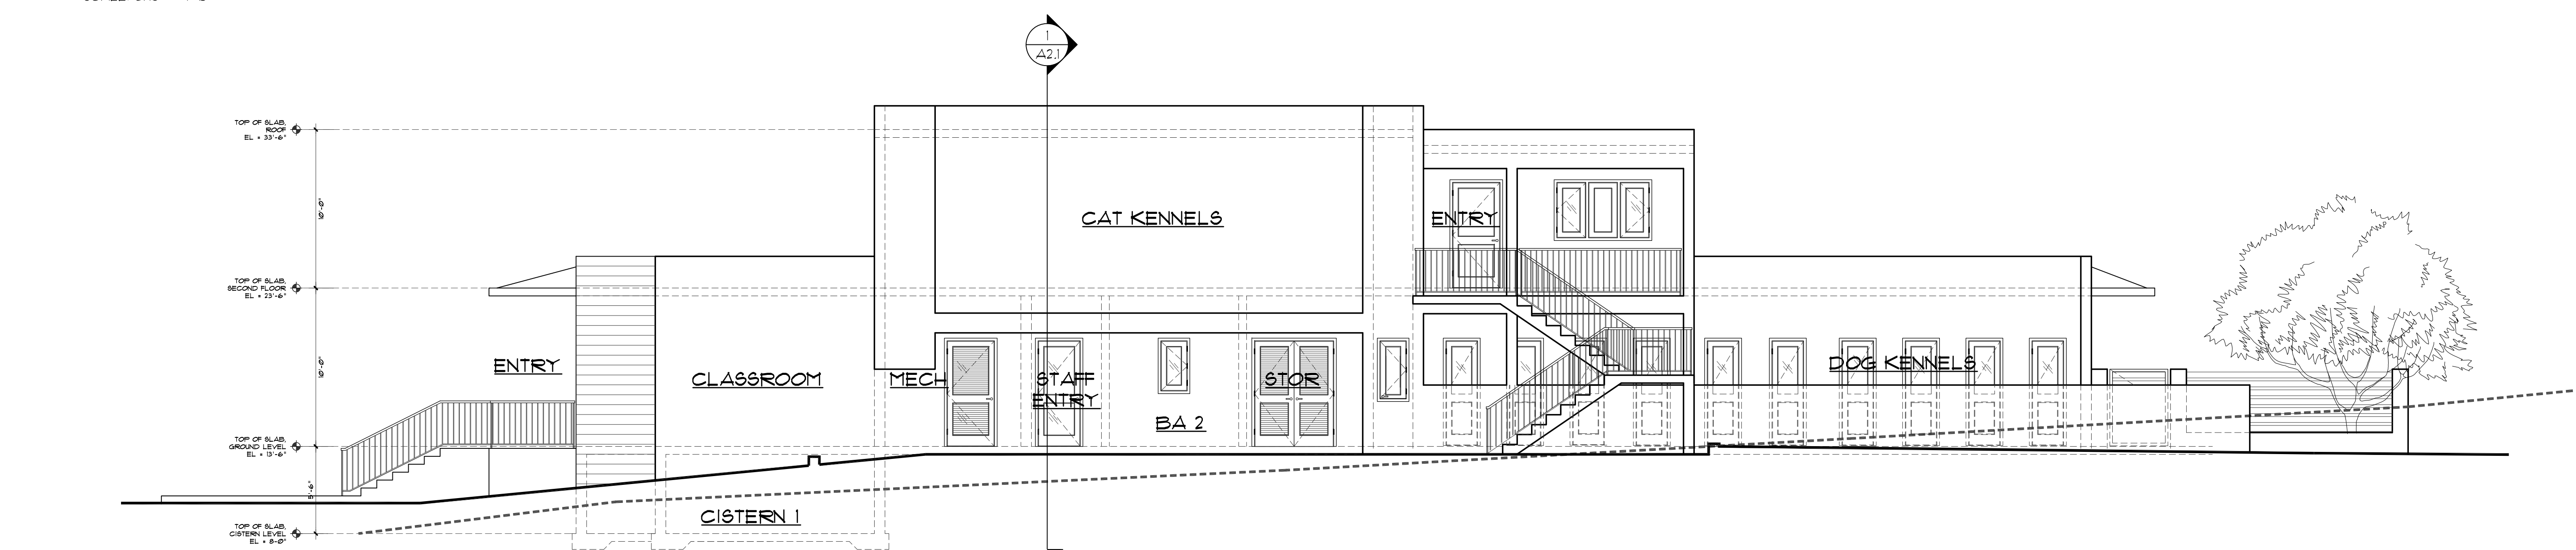 1
A2.1
TOP OF SLAB,
ROOF
EL = 33'-6"
10'-0"
CAT KENNELS
ENTRY
TOP OF SLAB,
SECOND FLOOR
EL = 23'-6"
10'-0"
ENTRY
CLASSROOM
MECH
STAFF
ENTRY
STOR
DOG KENNELS
BA 2
TOP OF SLAB,
GROUND LEVEL
EL = 13'-6"
5'-6"
CISTERN 1
TOP OF SLAB,
CISTERN LEVEL
EL = 8'-0"